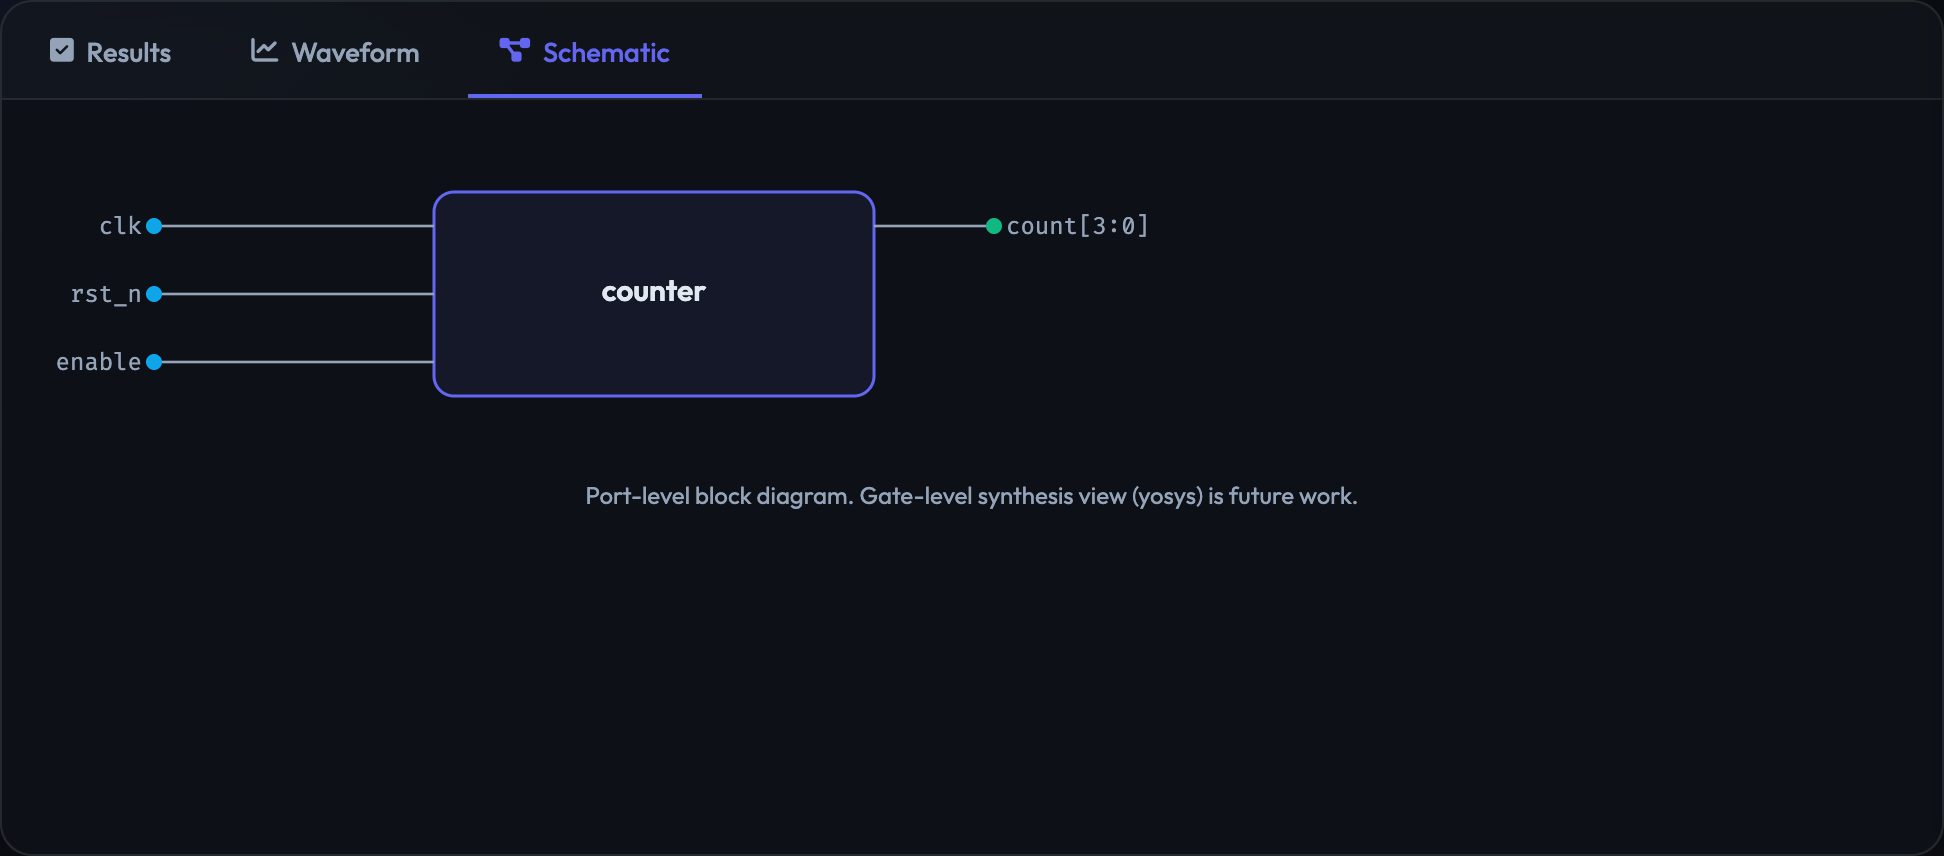 Results
Waveform
Schematic
clk
count[3:0]
rst_n
counter
enable
Port-level block diagram. Gate-level synthesis view (yosys) is future work.